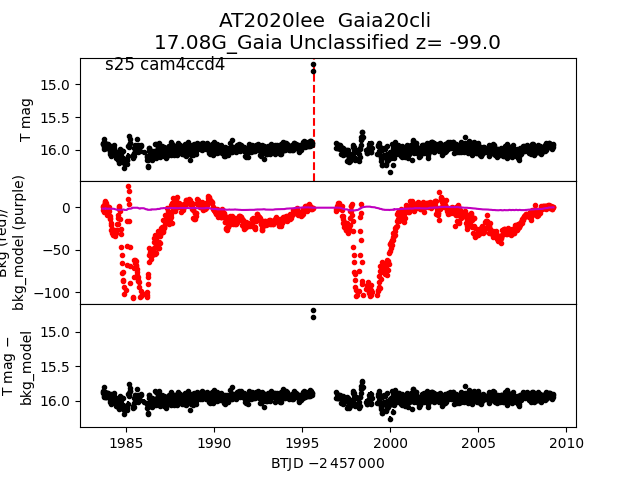 AT2020lee Gaia20cli
17.08G_Gaia Unclassified z= -99.0
s25 cam4ccd4
T mag
15.0
15.5
16.0
bkg_model (purple)
0
−50
−100
T mag −
bkg_model
15.0
15.5
16.0
1985
1990
1995
2000
2005
2010
BTJD −2 457 000